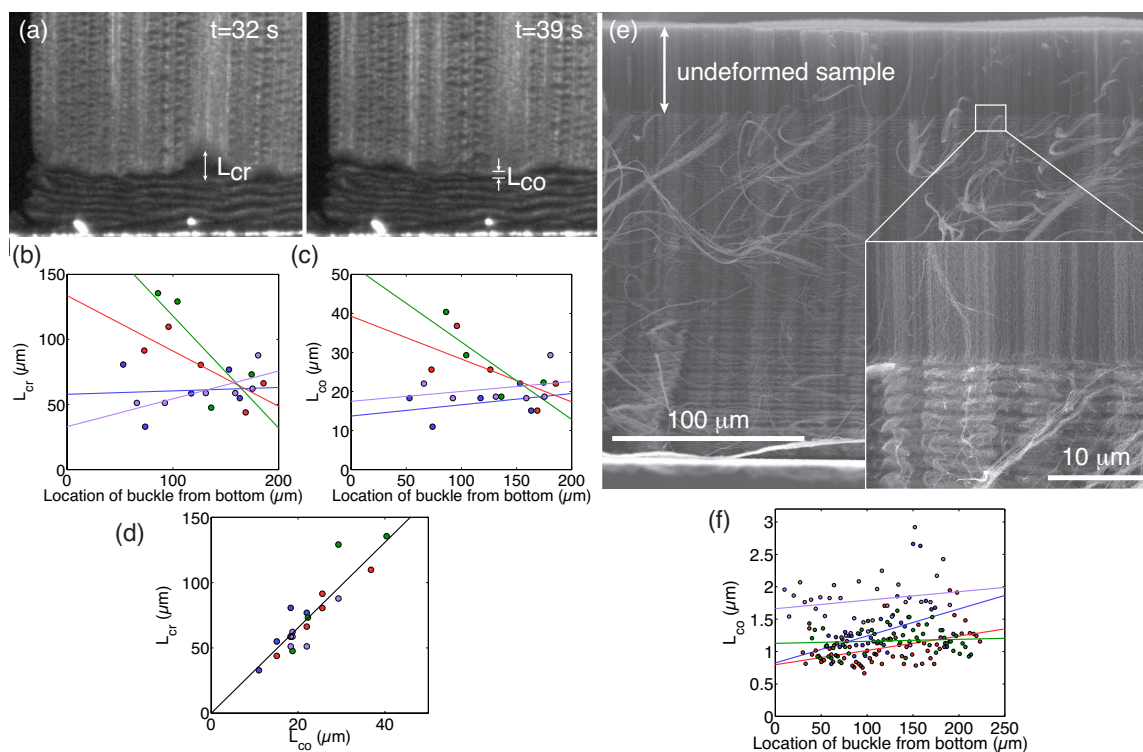 (a)
t=32 s
t=39 s
L_cr
L_co
(e)
undeformed sample
100 μm
10 μm
(b)
150
100
50
0
L_cr (μm)
0 50 100 150 200
Location of buckle from bottom (μm)
(c)
50
40
30
20
10
0
L_co (μm)
0 50 100 150 200
Location of buckle from bottom (μm)
(d)
150
100
50
0
L_cr (μm)
0 20 40
L_co (μm)
(f)
3
2.5
2
1.5
1
0.5
0
L_co (μm)
0 50 100 150 200 250
Location of buckle from bottom (μm)